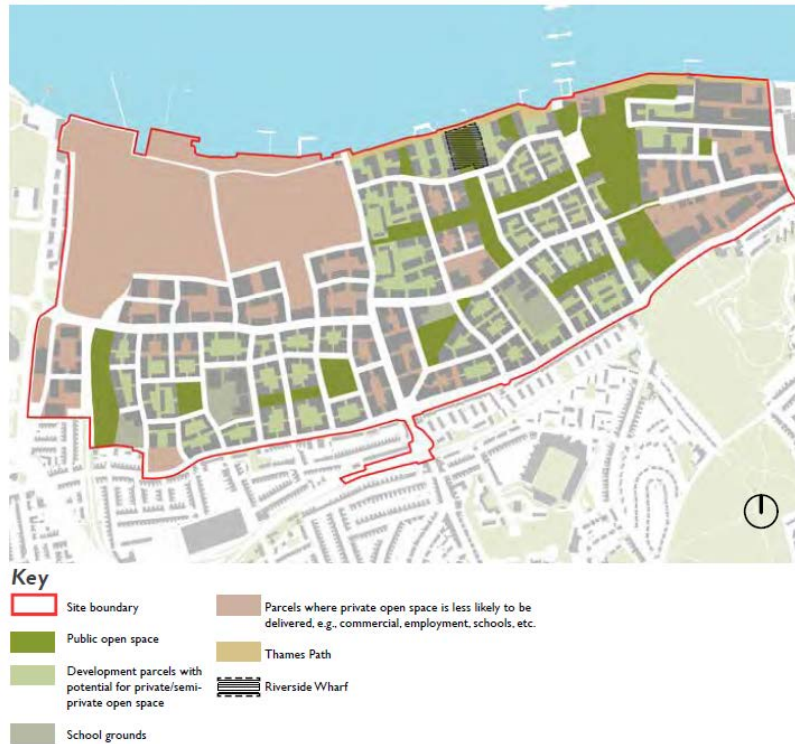 Key
Site boundary
Public open space
Development parcels with
potential for private/semi-
private open space
School grounds
Parcels where private open space is less likely to be
delivered, e.g., commercial, employment, schools, etc.
Thames Path
Riverside Wharf